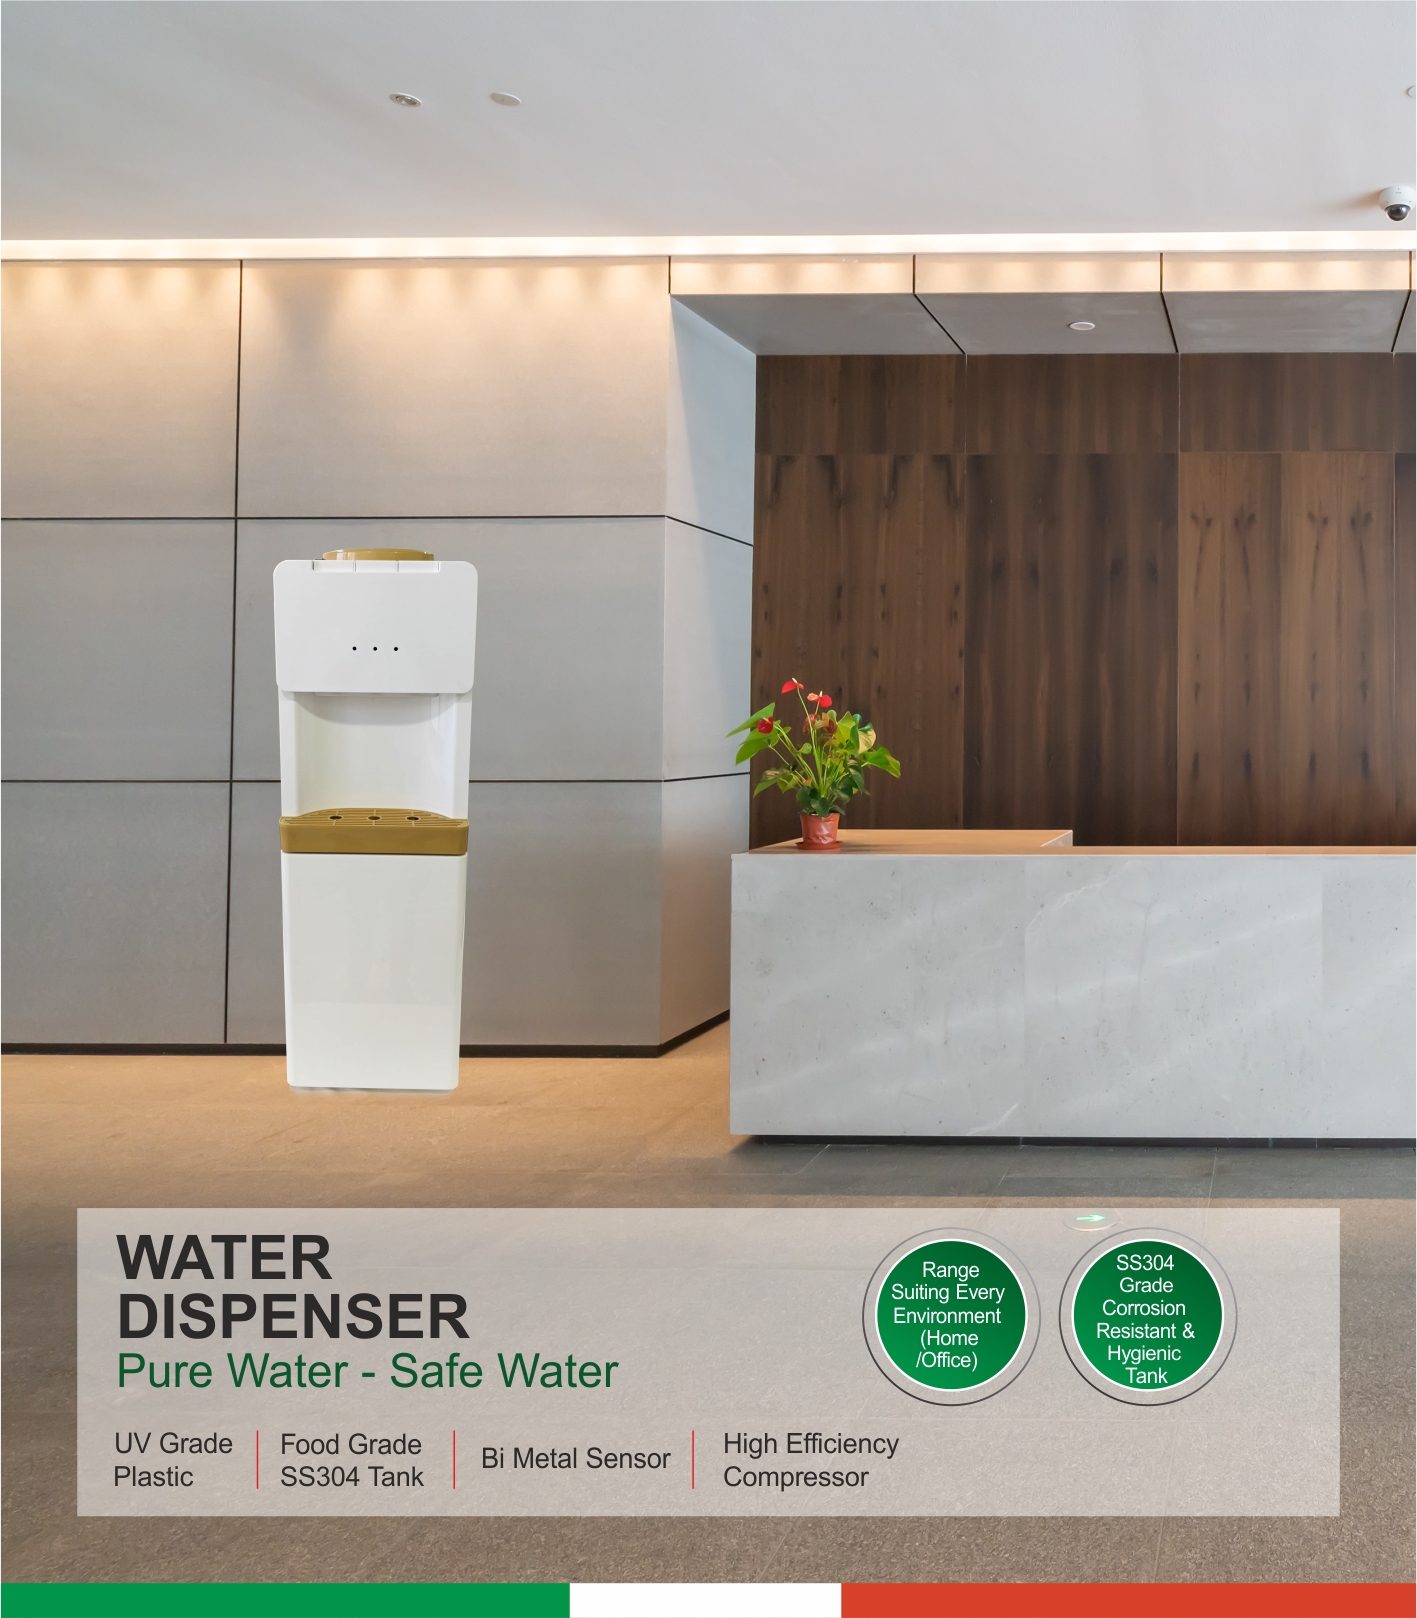 WATER
DISPENSER
Pure Water - Safe Water
Range
Suiting Every
Environment
(Home
/Office)
SS304
Grade
Corrosion
Resistant &
Hygienic
Tank
UV Grade
Plastic
Food Grade
SS304 Tank
Bi Metal Sensor
High Efficiency
Compressor